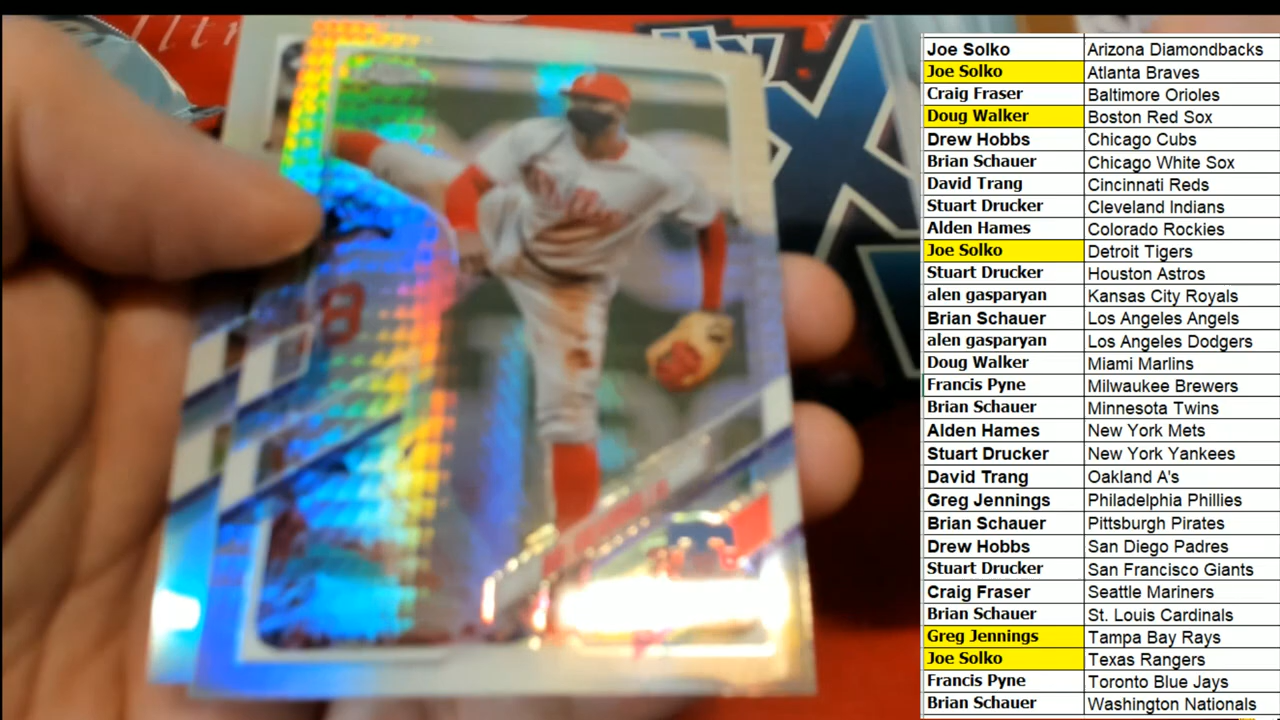 Joe Solko Arizona Diamondbacks
Joe Solko Atlanta Braves
Craig Fraser Baltimore Orioles
Doug Walker Boston Red Sox
Drew Hobbs Chicago Cubs
Brian Schauer Chicago White Sox
David Trang Cincinnati Reds
Stuart Drucker Cleveland Indians
Alden Hames Colorado Rockies
Joe Solko Detroit Tigers
Stuart Drucker Houston Astros
alen gasparyan Kansas City Royals
Brian Schauer Los Angeles Angels
alen gasparyan Los Angeles Dodgers
Doug Walker Miami Marlins
Francis Pyne Milwaukee Brewers
Brian Schauer Minnesota Twins
Alden Hames New York Mets
Stuart Drucker New York Yankees
David Trang Oakland A's
Greg Jennings Philadelphia Phillies
Brian Schauer Pittsburgh Pirates
Drew Hobbs San Diego Padres
Stuart Drucker San Francisco Giants
Craig Fraser Seattle Mariners
Brian Schauer St. Louis Cardinals
Greg Jennings Tampa Bay Rays
Joe Solko Texas Rangers
Francis Pyne Toronto Blue Jays
Brian Schauer Washington Nationals
8